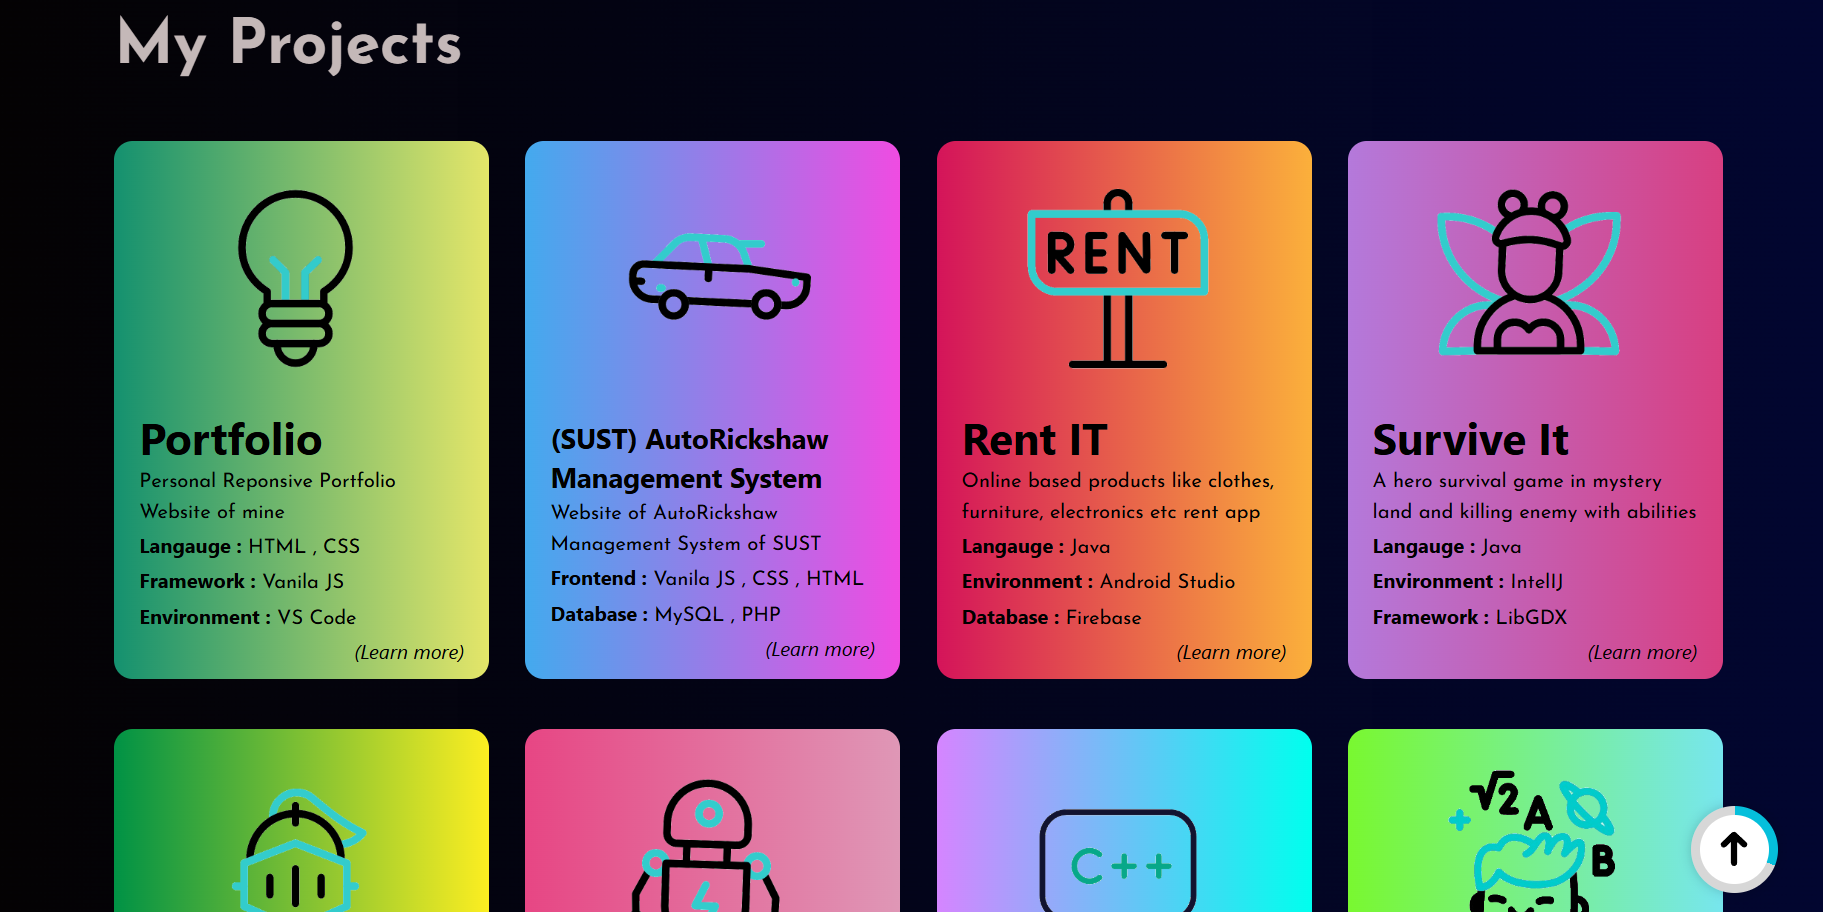 My Projects
RENT
Portfolio
Personal Reponsive Portfolio
Website of mine
Langauge : HTML , CSS
Framework : Vanila JS
Environment : VS Code
(Learn more)
(SUST) AutoRickshaw
Management System
Website of AutoRickshaw
Management System of SUST
Frontend : Vanila JS , CSS , HTML
Database : MySQL , PHP
(Learn more)
Rent IT
Online based products like clothes,
furniture, electronics etc rent app
Langauge : Java
Environment : Android Studio
Database : Firebase
(Learn more)
Survive It
A hero survival game in mystery
land and killing enemy with abilities
Langauge : Java
Environment : IntelIJ
Framework : LibGDX
(Learn more)
C++
√2
A
B